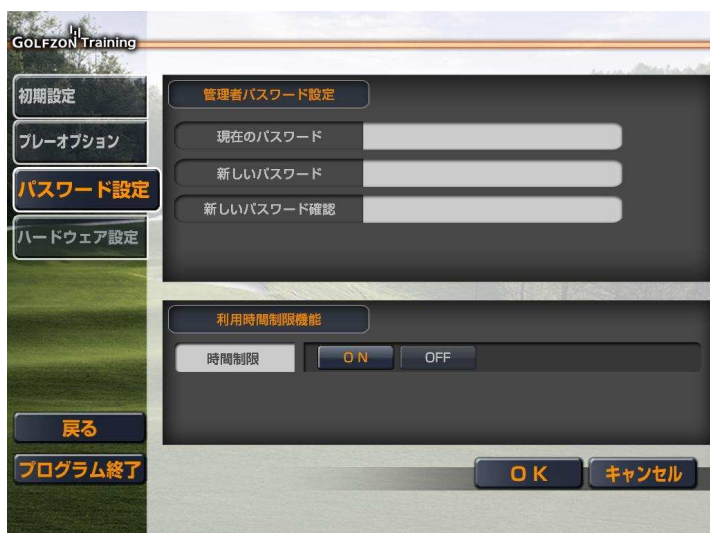 GOLFZON Training
初期設定
プレーオプション
パスワード設定
ハードウェア設定
戻る
プログラム終了
管理者パスワード設定
現在のパスワード
新しいパスワード
新しいパスワード確認
利用時間制限機能
時間制限 ON OFF
OK キャンセル